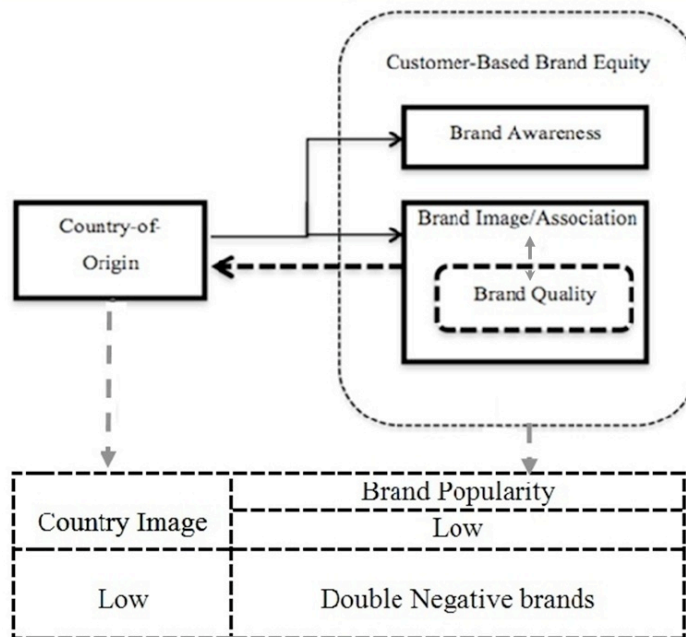 Customer-Based Brand Equity
Brand Awareness
Country-of-
Origin
Brand Image/Association
Brand Quality
Country Image
Brand Popularity
Low
Low
Double Negative brands